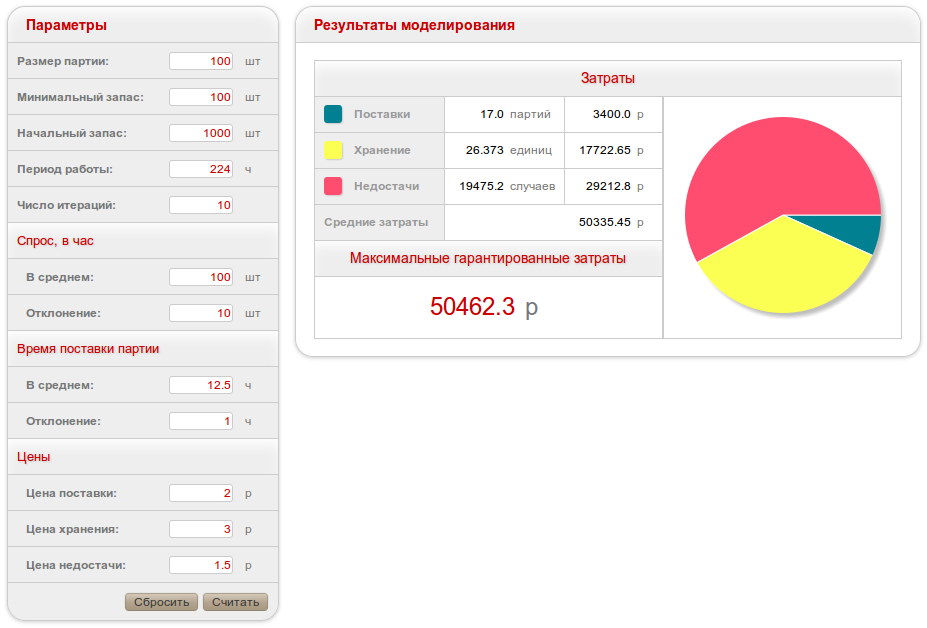 Параметры
Размер партии: 100 шт
Минимальный запас: 100 шт
Начальный запас: 1000 шт
Период работы: 224 ч
Число итераций: 10
Спрос, в час
В среднем: 100 шт
Отклонение: 10 шт
Время поставки партии
В среднем: 12.5 ч
Отклонение: 1 ч
Цены
Цена поставки: 2 р
Цена хранения: 3 р
Цена недостачи: 1.5 р
Сбросить Считать
Результаты моделирования
Затраты
Поставки 17.0 партий 3400.0 р
Хранение 26.373 единиц 17722.65 р
Недостачи 19475.2 случаев 29212.8 р
Средние затраты 50335.45 р
Максимальные гарантированные затраты
50462.3 р